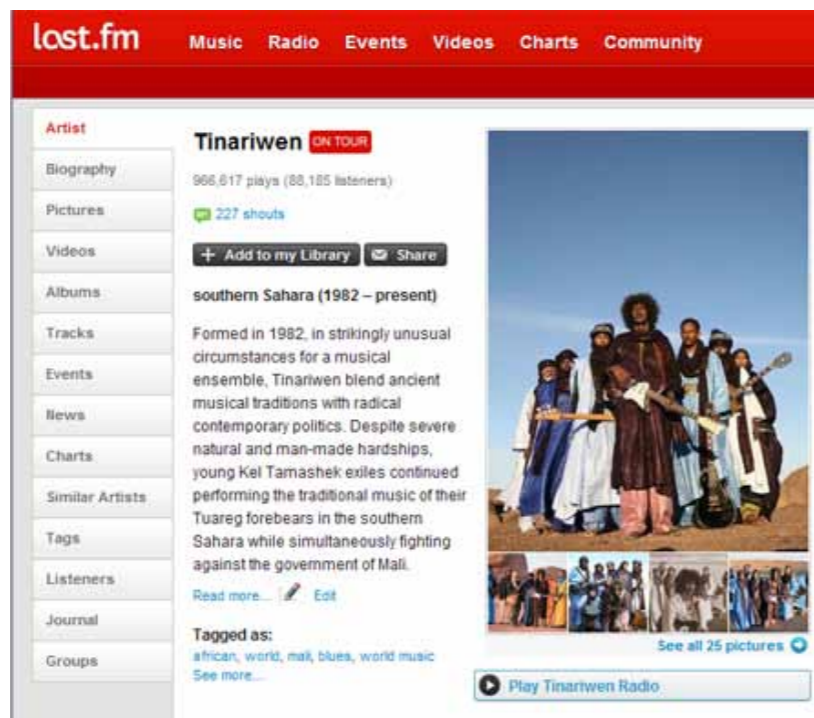 last.fm
Music Radio Events Videos Charts Community
Artist
Biography
Pictures
Videos
Albums
Tracks
Events
News
Charts
Similar Artists
Tags
Listeners
Journal
Groups
Tinariwen ON TOUR
966,617 plays (88,185 listeners)
227 shouts
+ Add to my Library Share
southern Sahara (1982 – present)
Formed in 1982, in strikingly unusual
circumstances for a musical
ensemble, Tinariwen blend ancient
musical traditions with radical
contemporary politics. Despite severe
natural and man-made hardships,
young Kel Tamashek exiles continued
performing the traditional music of their
Tuareg forebears in the southern
Sahara while simultaneously fighting
against the government of Mali.
Read more... Edit
Tagged as:
african, world, mali, blues, world music
See more...
See all 25 pictures
Play Tinariwen Radio